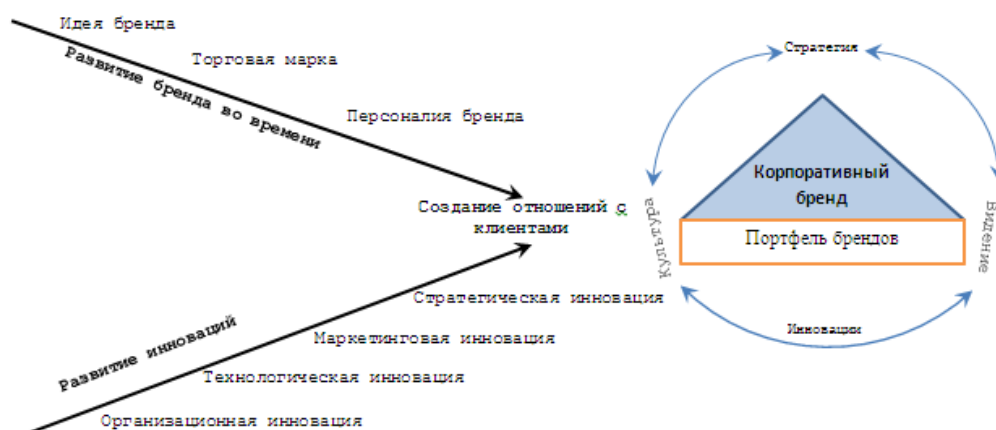 Идея бренда
Торговая марка
Развитие бренда во времени
Персоналия бренда
Создание отношений с
клиентами
Стратегическая инновация
Маркетинговая инновация
Развитие инноваций
Технологическая инновация
Организационная инновация
Стратегия
Корпоративный
бренд
Портфель брендов
Культура
Видение
Инновации